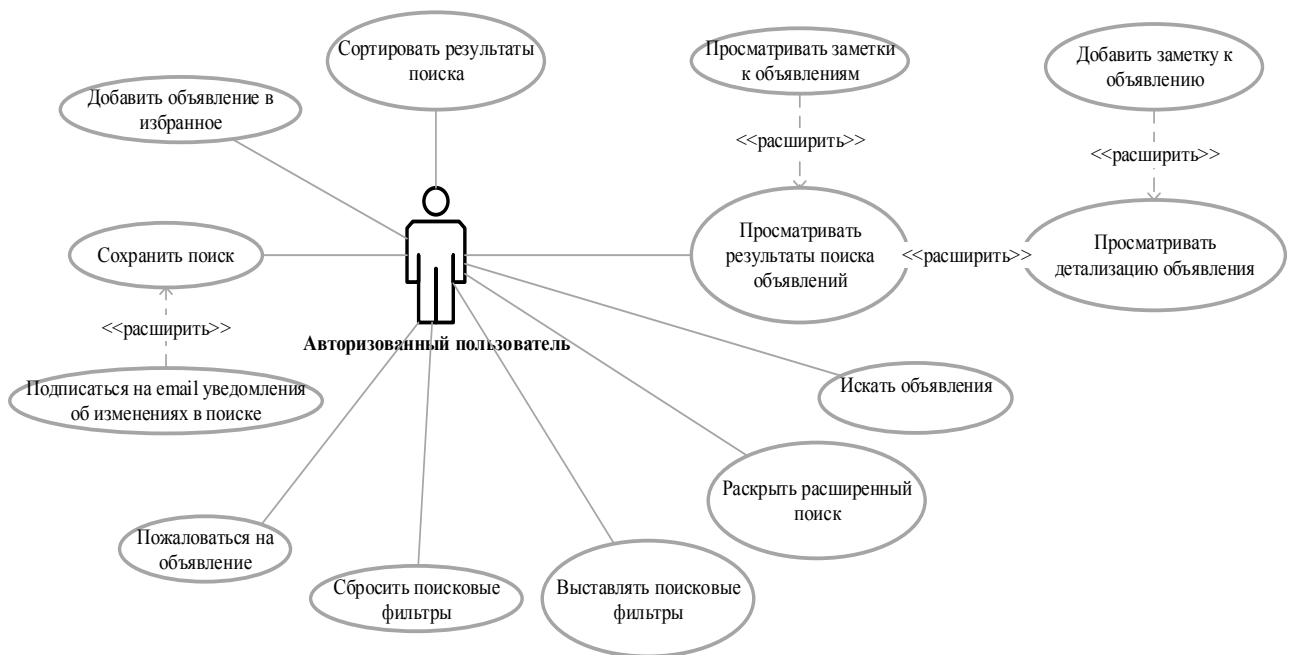 Сортировать результаты
поиска
Просматривать заметки
к объявлениям
Добавить заметку к
объявлению
Добавить объявление в
избранное
<<расширить>>
<<расширить>>
Сохранить поиск
Просматривать
результаты поиска
объявлений
<<расширить>>
Просматривать
детализацию объявления
<<расширить>>
Авторизованный пользователь
Подписаться на email уведомления
об изменениях в поиске
Искать объявления
Раскрыть расширенный
поиск
Пожаловаться на
объявление
Сбросить поисковые
фильтры
Выставлять поисковые
фильтры